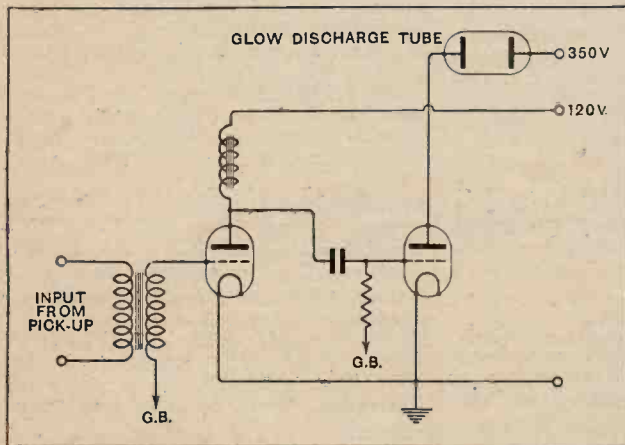 GLOW DISCHARGE TUBE
350V
120V.
INPUT
FROM
PICK-UP
G.B.
G.B.